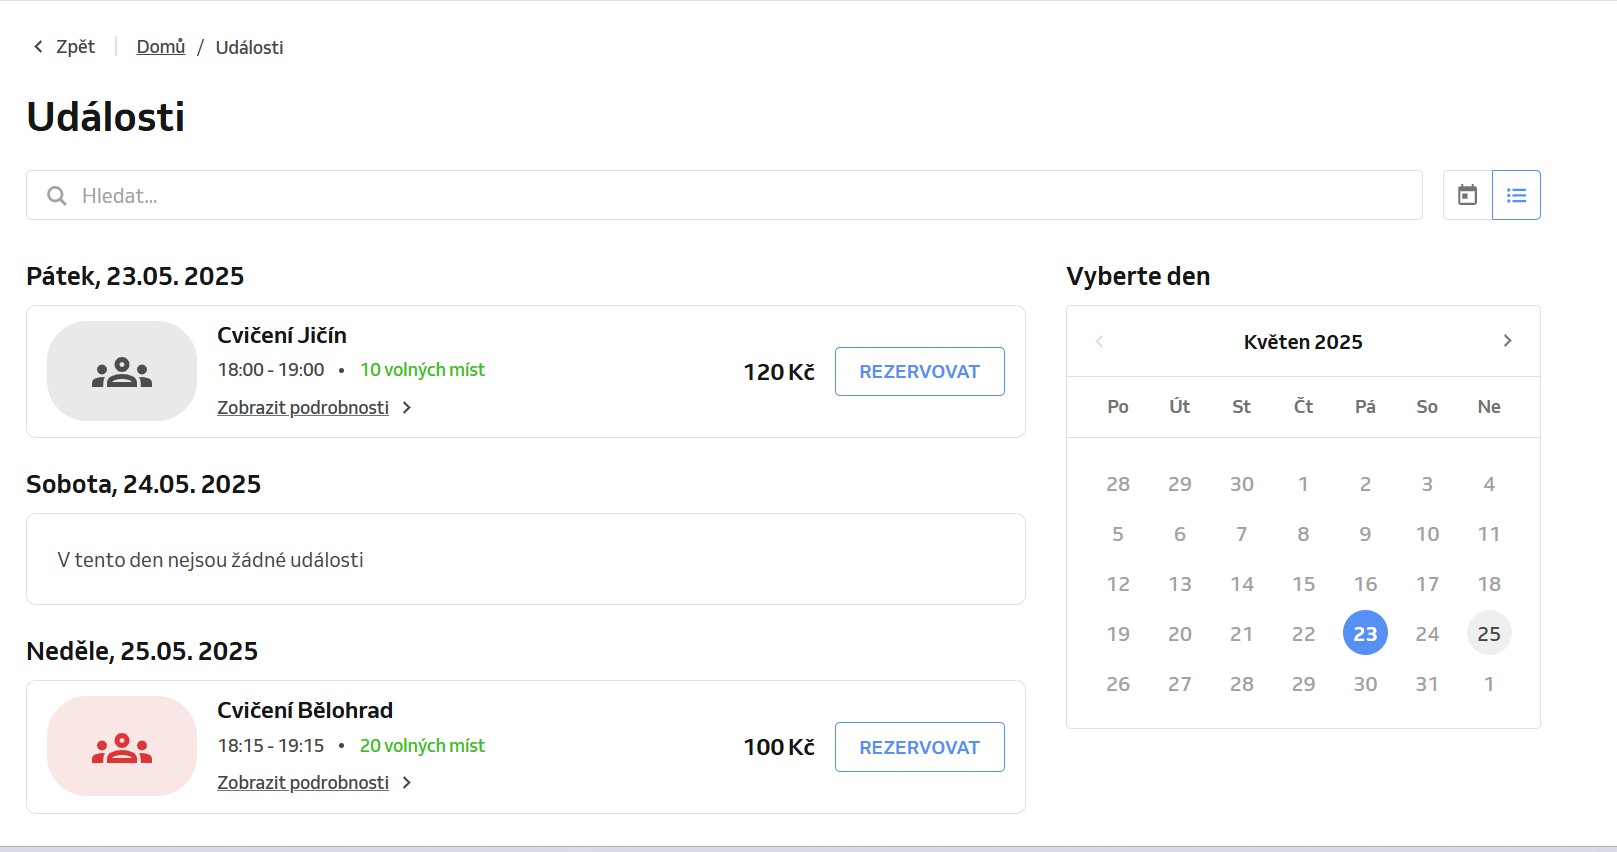 Zpět Domů / Události
Události
Hledat...
Pátek, 23.05. 2025
Cvičení Jičín
18:00 - 19:00 • 10 volných míst
Zobrazit podrobnosti
120 Kč REZERVOVAT
Sobota, 24.05. 2025
V tento den nejsou žádné události
Neděle, 25.05. 2025
Cvičení Bělohrad
18:15 - 19:15 • 20 volných míst
Zobrazit podrobnosti
100 Kč REZERVOVAT
Vyberte den
Květen 2025
Po Út St Čt Pá So Ne
28 29 30 1 2 3 4
5 6 7 8 9 10 11
12 13 14 15 16 17 18
19 20 21 22 23 24 25
26 27 28 29 30 31 1